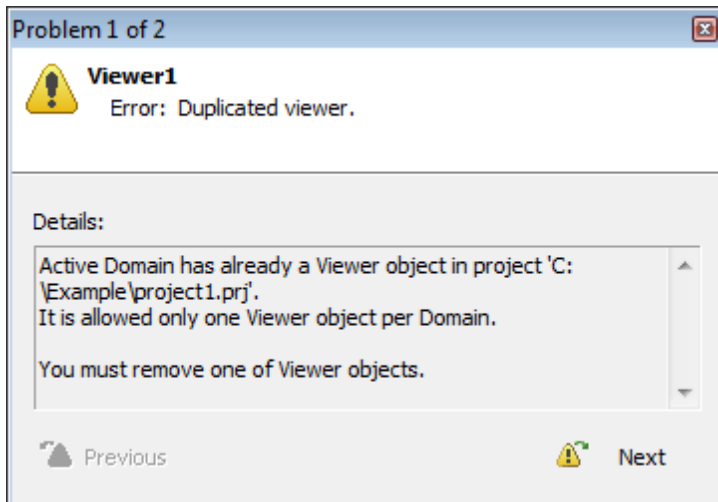 Problem 1 of 2
Viewer1
Error: Duplicated viewer.
Details:
Active Domain has already a Viewer object in project 'C:
\Example\project1.prj'.
It is allowed only one Viewer object per Domain.
You must remove one of Viewer objects.
Previous
Next